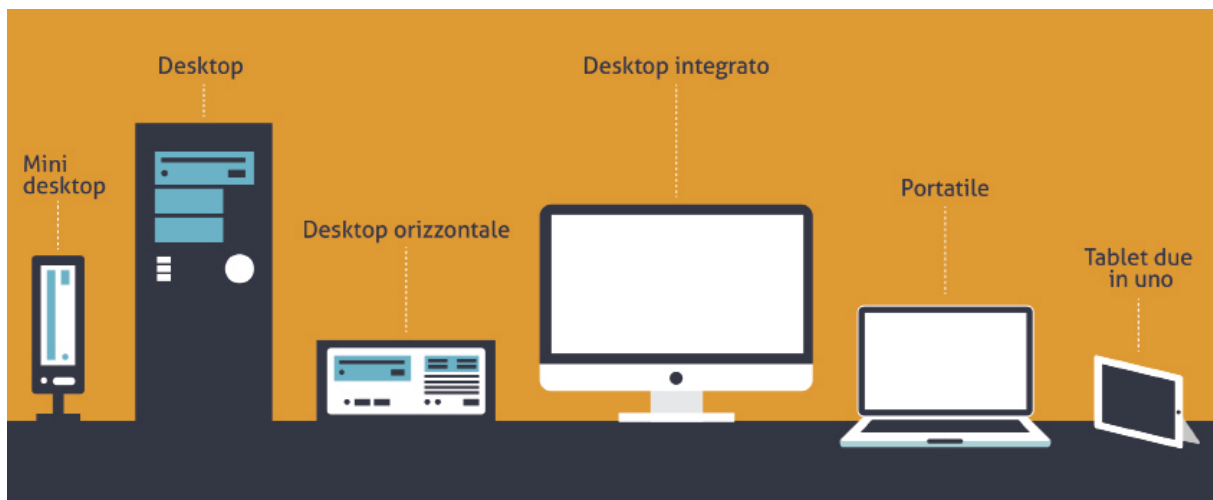 Desktop
Desktop integrato
Mini
desktop
Portatile
Desktop orizzontale
Tablet due
in uno